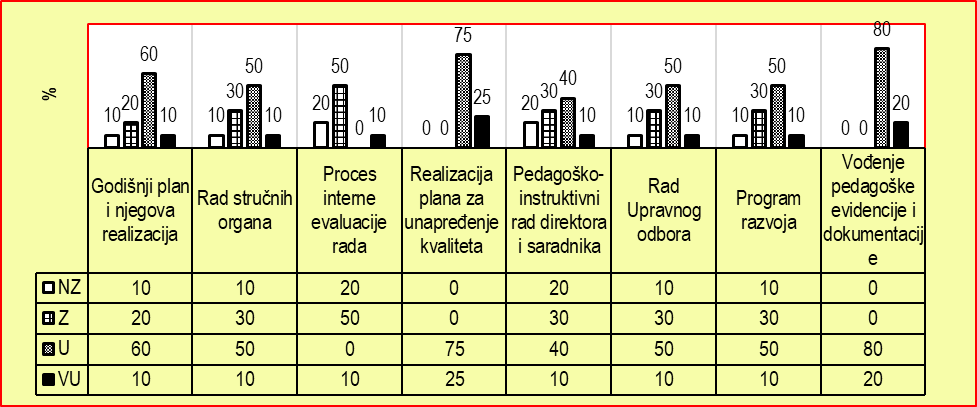 %
10 20 60 10
10 30 50 10
20 50 0 10
0 0 75 25
20 30 40 10
10 30 50 10
10 30 50 10
0 0 80 20
Godišnji plan
i njegova
realizacija
Rad stručnih
organa
Proces
interne
evaluacije
rada
Realizacija
plana za
unapređenje
kvaliteta
Pedagoško-
instruktivni
rad direktora
i saradnika
Rad
Upravnog
odbora
Program
razvoja
Vođenje
pedagoške
evidencije i
dokumentacij
e
NZ 10 10 20 0 20 10 10 0
Z 20 30 50 0 30 30 30 0
U 60 50 0 75 40 50 50 80
VU 10 10 10 25 10 10 10 20